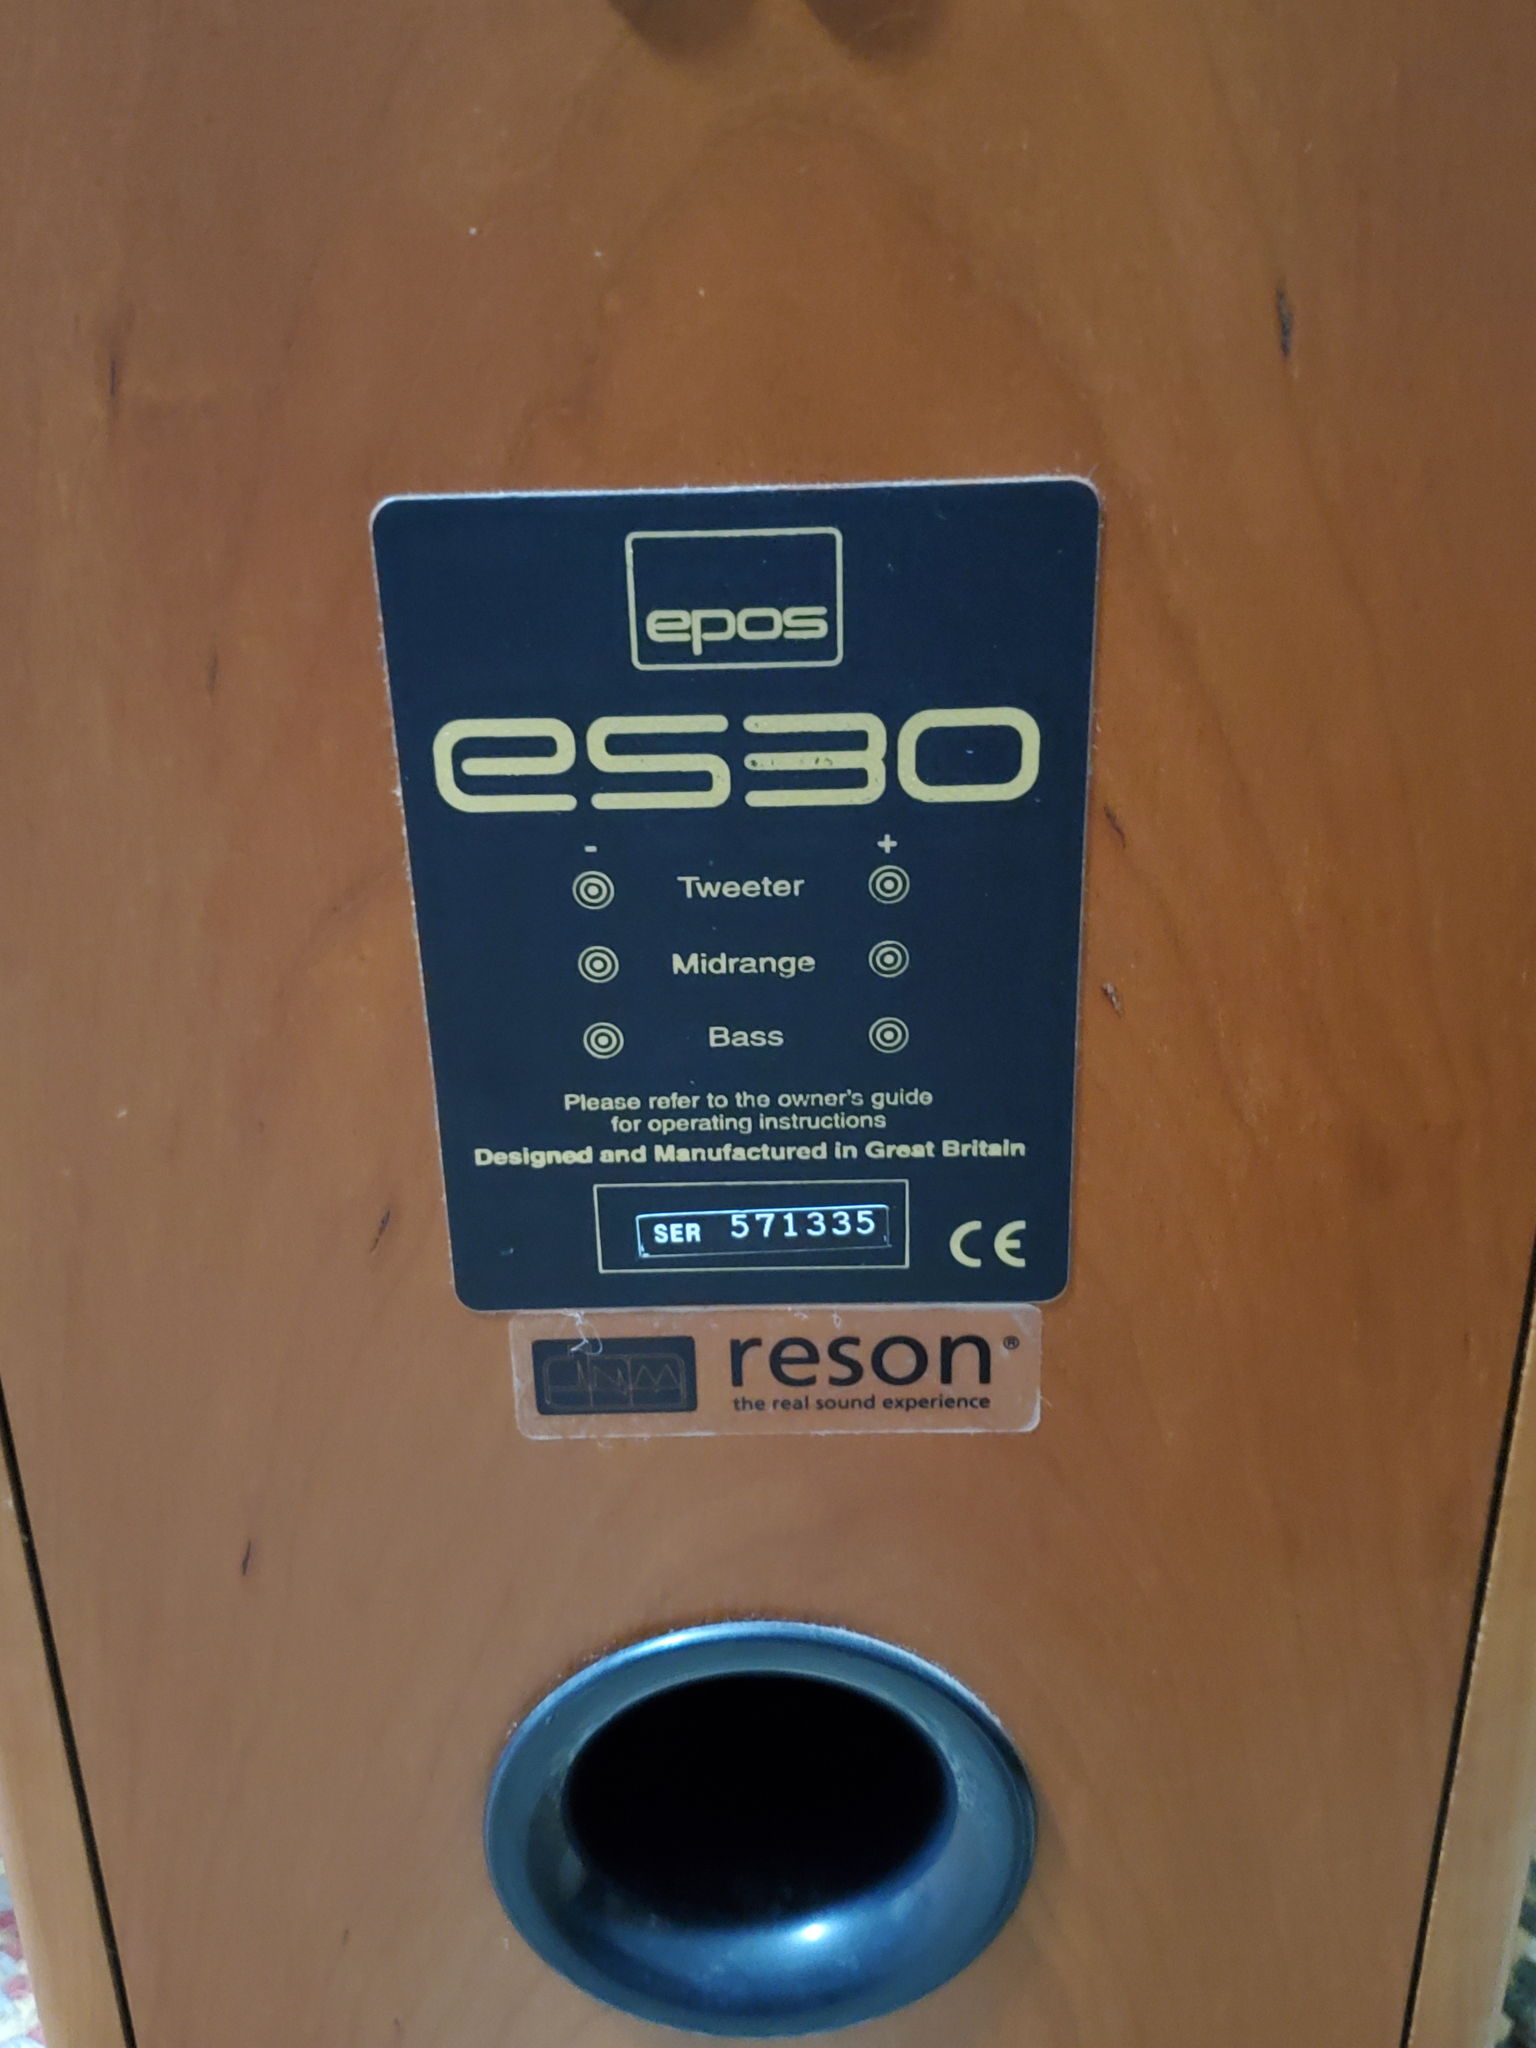 epos
es30
- +
Tweeter
Midrange
Bass
Please refer to the owner's guide
for operating instructions
Designed and Manufactured in Great Britain
SER 571335
CE
reson®
the real sound experience